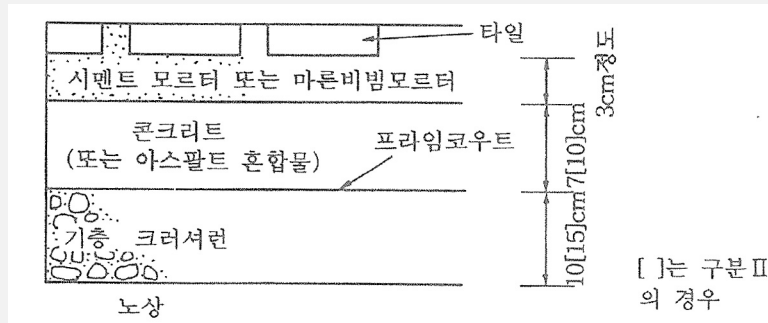 타일
시멘트 모르터 또는 마른비빔모르터
3cm정도
콘크리트
(또는 아스팔트 혼합물)
프라임코우트
7[10]cm
기층 크러셔런
10[15]cm
[ ]는 구분Ⅱ
의 경우
노상